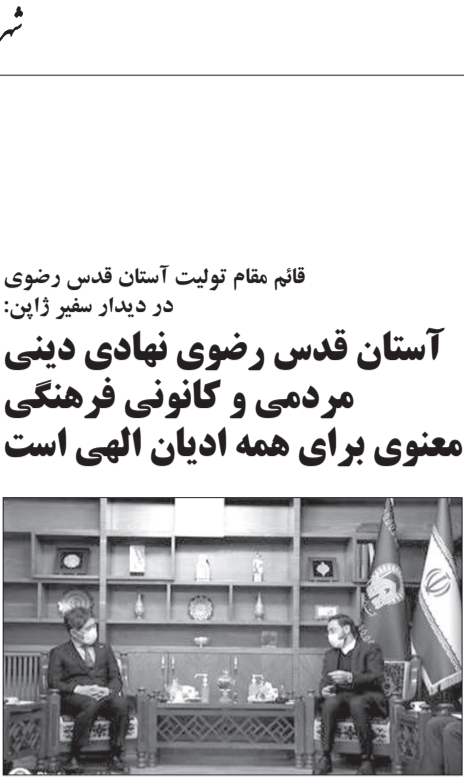 شهر
قائم مقام تولیت آستان قدس رضوی
در دیدار سفیر ژاپن:
آستان قدس رضوی نهادی دینی
مردمی و کانونی فرهنگی
معنوی برای همه ادیان الهی است